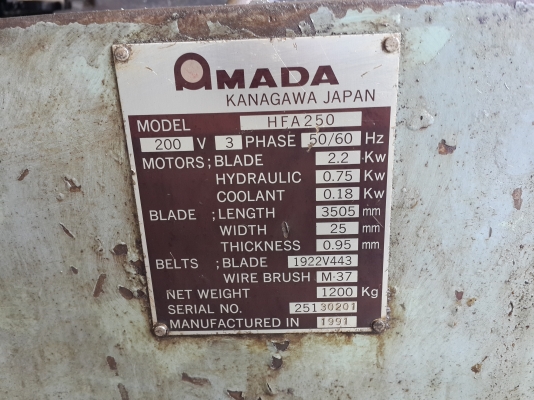 AMADA
KANAGAWA JAPAN
MODEL HFA250
200 V 3 PHASE 50/60 Hz
MOTORS; BLADE 2.2 Kw
HYDRAULIC 0.75 Kw
COOLANT 0.18 Kw
BLADE ; LENGTH 3505 mm
WIDTH 25 mm
THICKNESS 0.95 mm
BELTS ; BLADE 1922V443
WIRE BRUSH M-37
NET WEIGHT 1200 Kg
SERIAL NO. 25130201
MANUFACTURED IN 1991